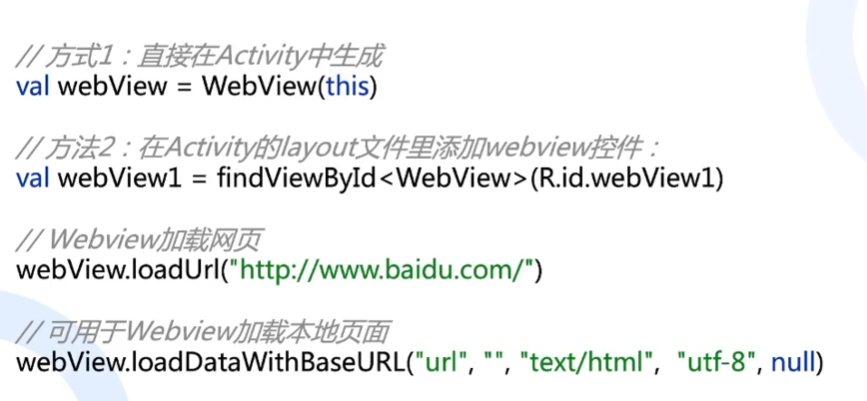 // 方式1：直接在Activity中生成
val webView = WebView(this)
// 方法2：在Activity的layout文件里添加webview控件：
val webView1 = findViewById<WebView>(R.id.webView1)
// Webview加载网页
webView.loadUrl("http://www.baidu.com/")
// 可用于Webview加载本地页面
webView.loadDataWithBaseURL("url", "", "text/html",  "utf-8", null)